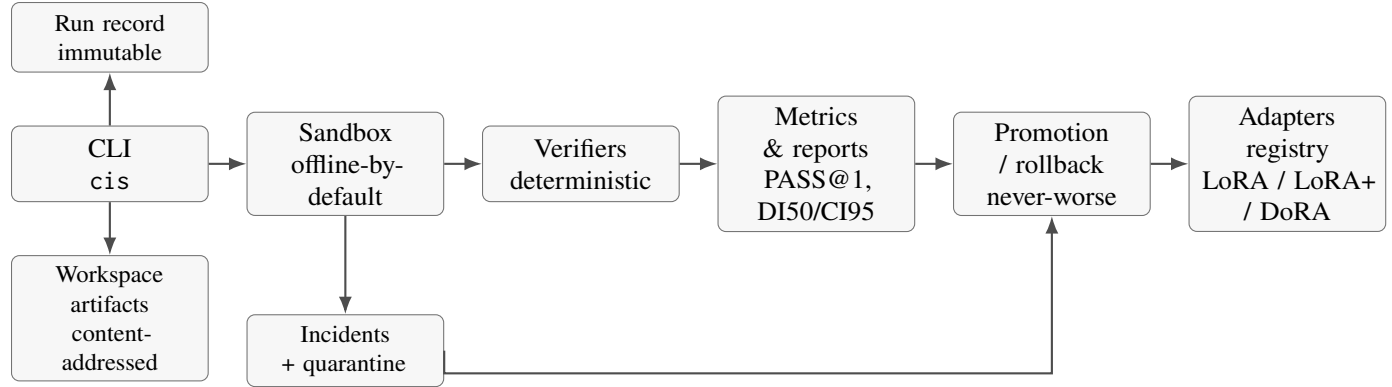 Run record
immutable
CLI
cis
Workspace
artifacts
content-
addressed
Sandbox
offline-by-
default
Incidents
+ quarantine
Verifiers
deterministic
Metrics
& reports
PASS@1,
DI50/CI95
Promotion
/ rollback
never-worse
Adapters
registry
LoRA / LoRA+
/ DoRA